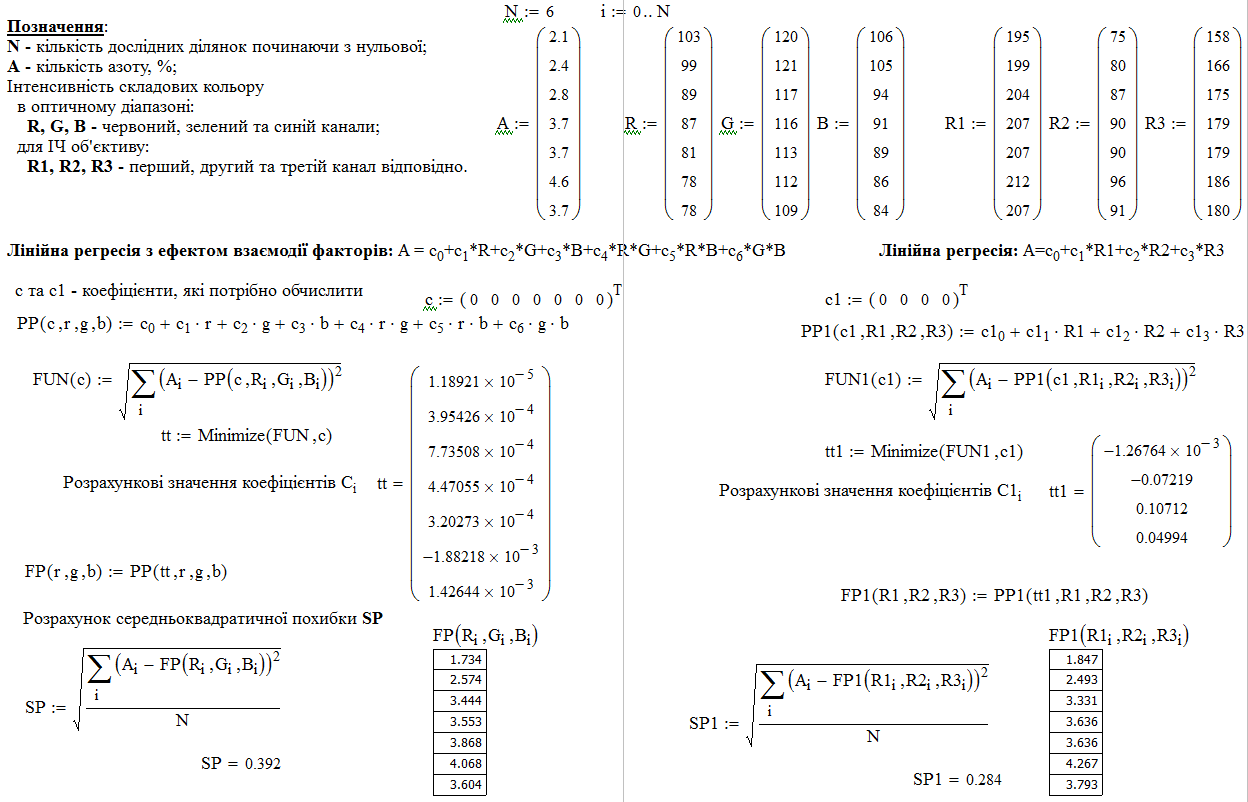 N := 6 i := 0.. N
Позначення:
N - кількість дослідних ділянок починаючи з нульової;
A - кількість азоту, %;
Інтенсивність складових кольору
в оптичному діапазоні:
R, G, B - червоний, зелений та синій канали;
для ІЧ об'єктиву:
R1, R2, R3 - перший, другий та третій канал відповідно.
A := R := G := B := R1 := R2 := R3 :=
2.1 103 120 106 195 75 158
2.4 99 121 105 199 80 166
2.8 89 117 94 204 87 175
3.7 87 116 91 207 90 179
3.7 81 113 89 207 90 179
4.6 78 112 86 212 96 186
3.7 78 109 84 207 91 180
Лінійна регресія з ефектом взаємодії факторів: A = c₀+c₁*R+c₂*G+c₃*B+c₄*R*G+c₅*R*B+c₆*G*B
c та c1 - коефіцієнти, які потрібно обчислити
c := (0 0 0 0 0 0 0)ᵀ
PP(c,r,g,b) := c₀ + c₁ · r + c₂ · g + c₃ · b + c₄ · r · g + c₅ · r · b + c₆ · g · b
FUN(c) := √∑ᵢ(Aᵢ − PP(c,Rᵢ,Gᵢ,Bᵢ))²
tt := Minimize(FUN,c)
Розрахункові значення коефіцієнтів Cᵢ tt =
1.18921 × 10⁻⁵
3.95426 × 10⁻⁴
7.73508 × 10⁻⁴
4.47055 × 10⁻⁴
3.20273 × 10⁻⁴
−1.88218 × 10⁻³
1.42644 × 10⁻³
FP(r,g,b) := PP(tt,r,g,b)
Розрахунок середньоквадратичної похибки SP
SP := √(∑ᵢ(Aᵢ − FP(Rᵢ,Gᵢ,Bᵢ))² / N)
SP = 0.392
FP(Rᵢ,Gᵢ,Bᵢ)
1.734
2.574
3.444
3.553
3.868
4.068
3.604
Лінійна регресія: A=c₀+c₁*R1+c₂*R2+c₃*R3
c1 := (0 0 0 0)ᵀ
PP1(c1,R1,R2,R3) := c1₀ + c1₁ · R1 + c1₂ · R2 + c1₃ · R3
FUN1(c1) := √∑ᵢ(Aᵢ − PP1(c1,R1ᵢ,R2ᵢ,R3ᵢ))²
tt1 := Minimize(FUN1,c1)
Розрахункові значення коефіцієнтів C1ᵢ tt1 =
−1.26764 × 10⁻³
−0.07219
0.10712
0.04994
FP1(R1,R2,R3) := PP1(tt1,R1,R2,R3)
SP1 := √(∑ᵢ(Aᵢ − FP1(R1ᵢ,R2ᵢ,R3ᵢ))² / N)
SP1 = 0.284
FP1(R1ᵢ,R2ᵢ,R3ᵢ)
1.847
2.493
3.331
3.636
3.636
4.267
3.793